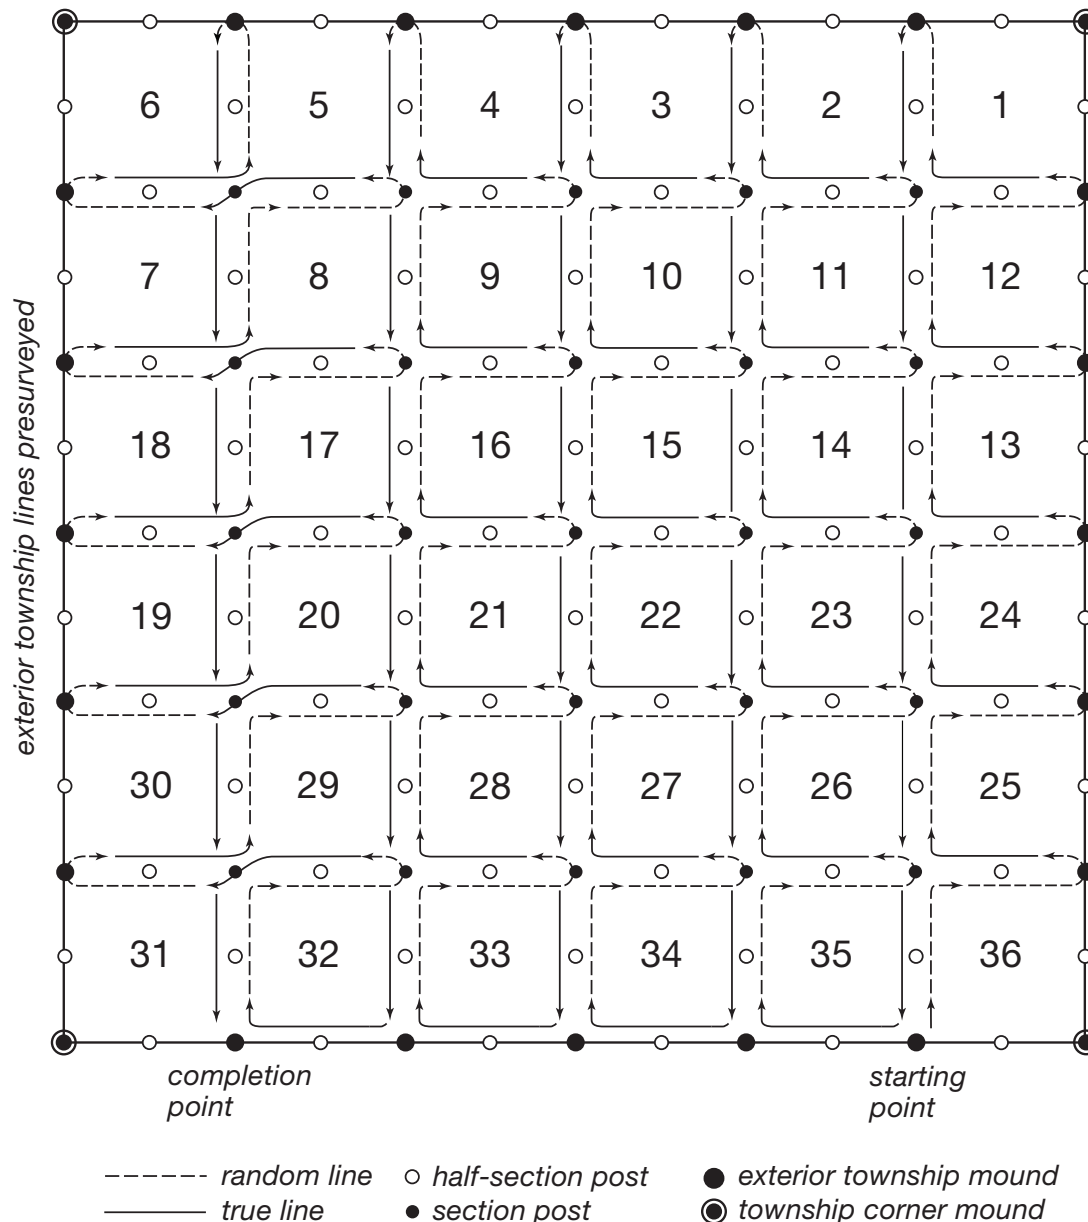 6 5 4 3 2 1
7 8 9 10 11 12
18 17 16 15 14 13
19 20 21 22 23 24
30 29 28 27 26 25
31 32 33 34 35 36
exterior township lines presurveyed
completion
point
starting
point
random line
half-section post
exterior township mound
true line
section post
township corner mound